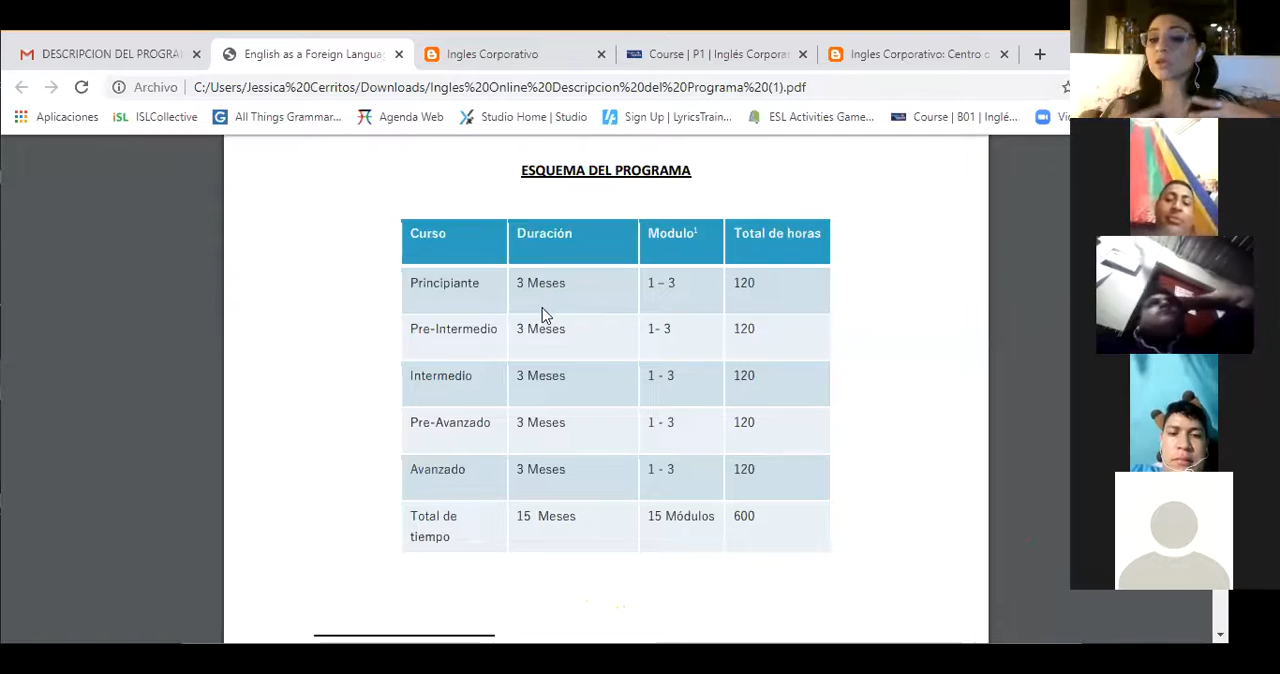 DESCRIPCION DEL PROGRA
English as a Foreign Langua
Ingles Corporativo
Course | P1 | Inglés Corpora
Ingles Corporativo: Centro
Archivo
C:/Users/Jessica%20Cerritos/Downloads/Ingles%20Online%20Descripcion%20del%20Programa%20(1).pdf
Aplicaciones
iSL ISLCollective
All Things Grammar...
Agenda Web
Studio Home | Studio
Sign Up | LyricsTrain...
ESL Activities Game...
Course | B01 | Inglé...
ESQUEMA DEL PROGRAMA
Curso Duración Modulo¹ Total de horas
Principiante 3 Meses 1 – 3 120
Pre-Intermedio 3 Meses 1- 3 120
Intermedio 3 Meses 1 - 3 120
Pre-Avanzado 3 Meses 1 - 3 120
Avanzado 3 Meses 1 - 3 120
Total de tiempo 15 Meses 15 Módulos 600